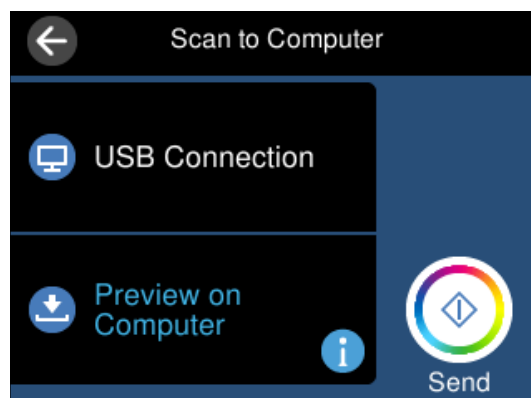 Scan to Computer
USB Connection
Preview on
Computer
i
Send